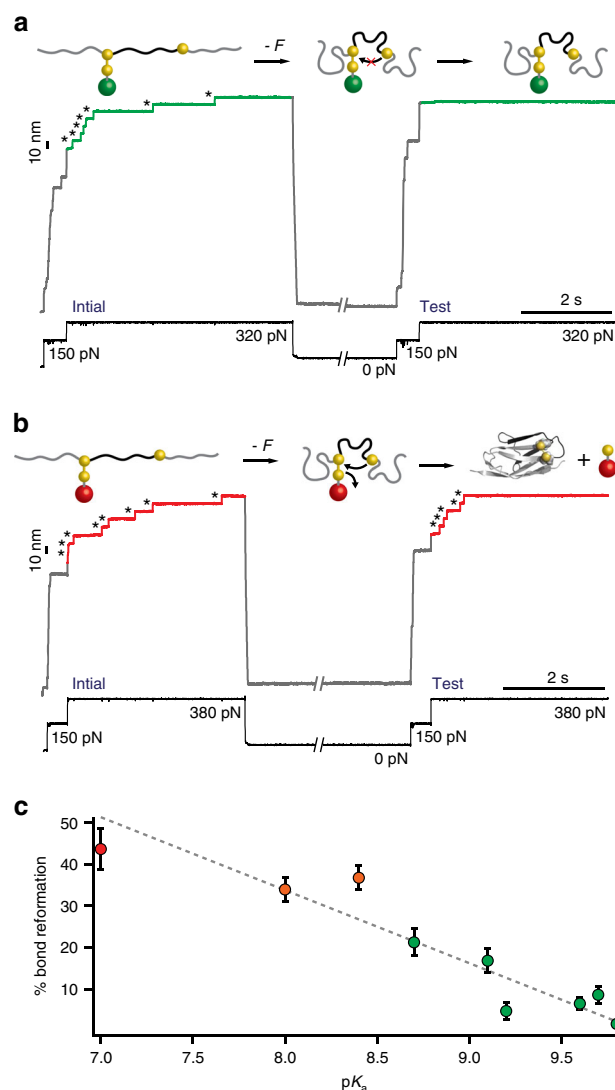 a
- F
* * * * * * *
10 nm
Intial
Test
2 s
150 pN
320 pN
0 pN
150 pN
320 pN
b
- F
+
* * * * * * * *
* * * *
10 nm
Intial
Test
2 s
150 pN
380 pN
0 pN
150 pN
380 pN
c
% bond reformation
50
40
30
20
10
7.0 7.5 8.0 8.5 9.0 9.5
pKa